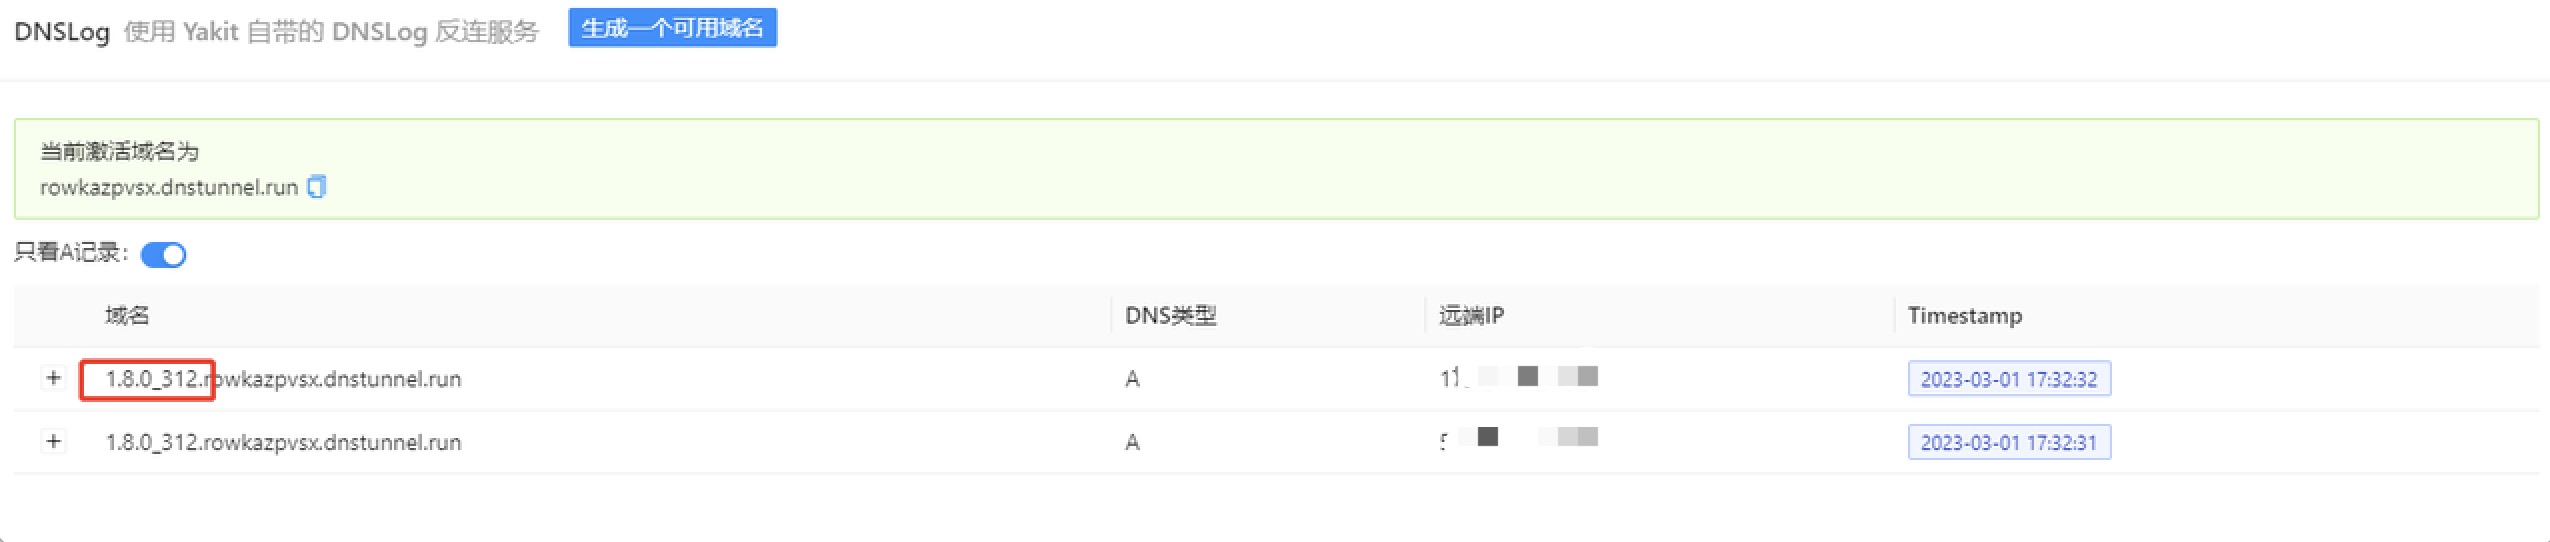 DNSLog 使用 Yakit 自带的 DNSLog 反连服务 生成一个可用域名
当前激活域名为
rowkazpvsx.dnstunnel.run
只看A记录：
域名 DNS类型 远端IP Timestamp
+ 1.8.0_312.rowkazpvsx.dnstunnel.run A 2023-03-01 17:32:32
+ 1.8.0_312.rowkazpvsx.dnstunnel.run A 2023-03-01 17:32:31